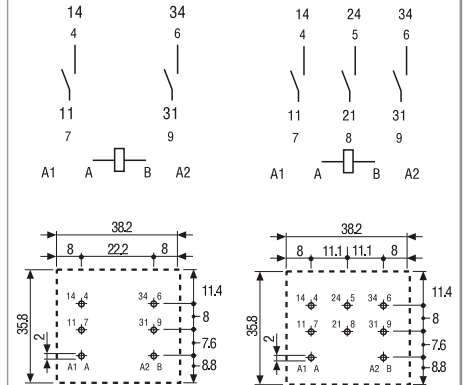 14 34 14 24 34
4 6 4 5 6
11 31 11 21 31
7 9 7 8 9
A1 A B A2 A1 A B A2
38.2 38.2
8 22.2 8 8 11.1 11.1 8
14 4 34 6 11.4 14 4 24 5 34 6 11.4
35.8 8 35.8 8
11 7 31 9 11 7 21 8 31 9
2 7.6 2 7.6
A1 A A2 B 8.8 A1 A A2 B 8.8